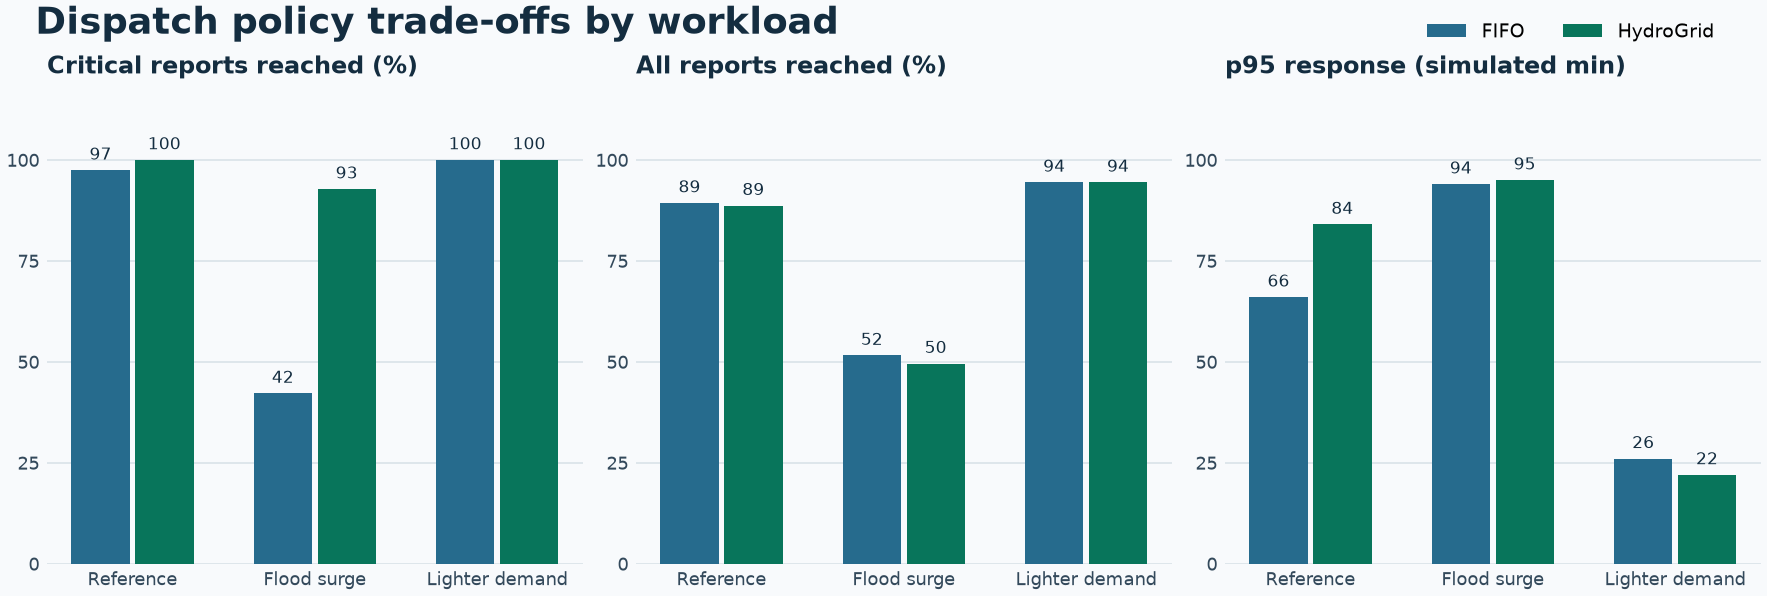 Dispatch policy trade-offs by workload
FIFO HydroGrid
Critical reports reached (%)
97 100 42 93 100 100
100
75
50
25
0
Reference Flood surge Lighter demand
All reports reached (%)
89 89 52 50 94 94
100
75
50
25
0
Reference Flood surge Lighter demand
p95 response (simulated min)
66 84 94 95 26 22
100
75
50
25
0
Reference Flood surge Lighter demand